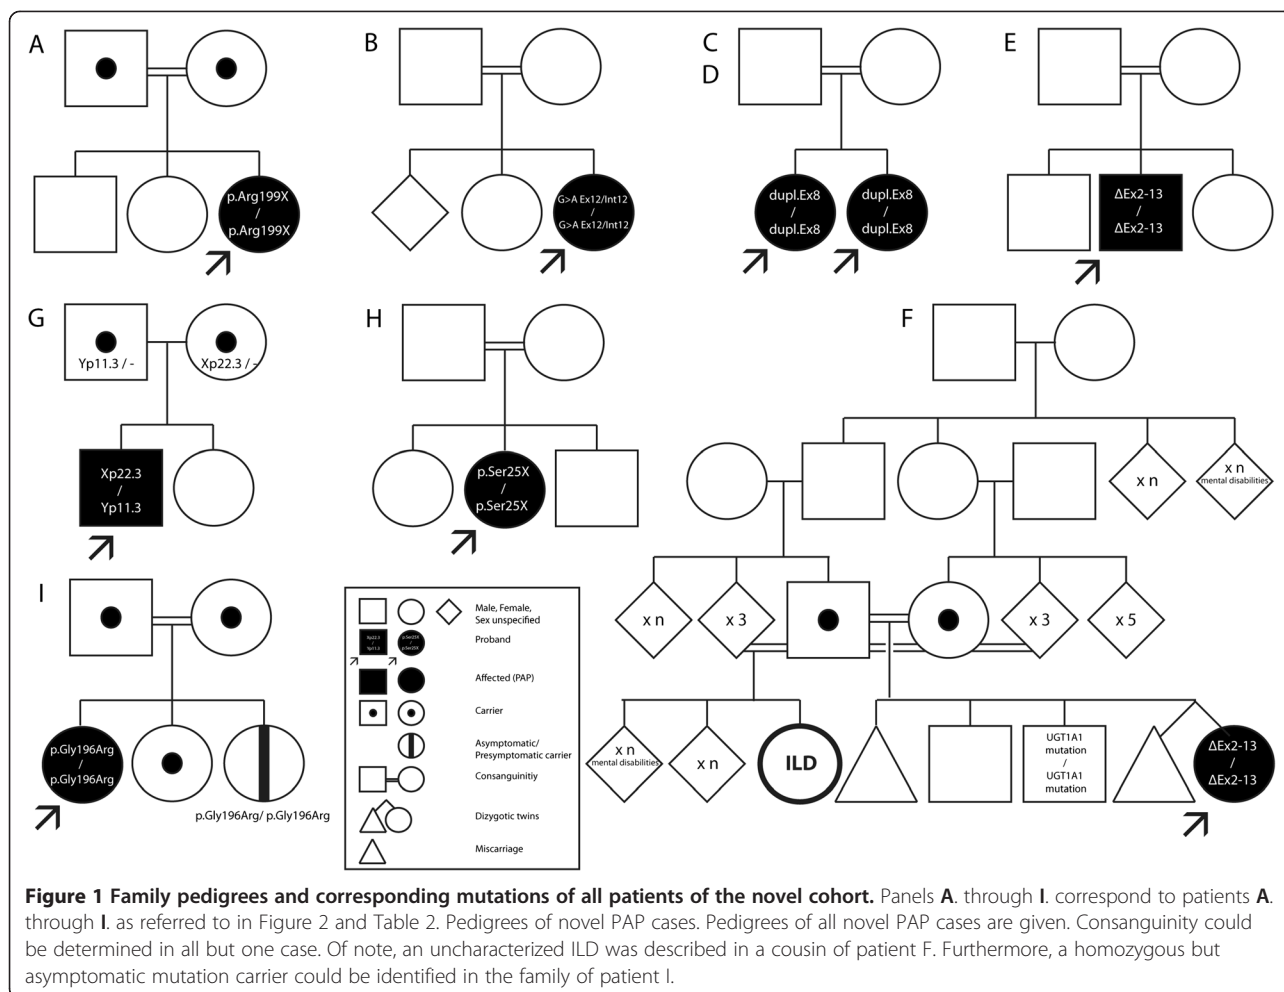 A
B
C
D
E
p.Arg199X
/
p.Arg199X
G>A Ex12/Int12
/
G>A Ex12/Int12
dupl.Ex8
/
dupl.Ex8
dupl.Ex8
/
dupl.Ex8
ΔEx2-13
/
ΔEx2-13
G
Yp11.3 / -
Xp22.3 / -
Xp22.3
/
Yp11.3
H
p.Ser25X
/
p.Ser25X
F
x n
x n
mental disabilities
x n
x 3
x 3
x 5
x n
mental disabilities
x n
ILD
UGT1A1
mutation
/
UGT1A1
mutation
ΔEx2-13
/
ΔEx2-13
I
p.Gly196Arg
/
p.Gly196Arg
p.Gly196Arg/ p.Gly196Arg
Male, Female,
Sex unspecified
Xp22.3
/
Yp11.3
p.Ser25X
/
p.Ser25X
Proband
Affected (PAP)
Carrier
Asymptomatic/
Presymptomatic carrier
Consanguinitiy
Dizygotic twins
Miscarriage
Figure 1 Family pedigrees and corresponding mutations of all patients of the novel cohort. Panels A. through I. correspond to patients A.
through I. as referred to in Figure 2 and Table 2. Pedigrees of novel PAP cases. Pedigrees of all novel PAP cases are given. Consanguinity could
be determined in all but one case. Of note, an uncharacterized ILD was described in a cousin of patient F. Furthermore, a homozygous but
asymptomatic mutation carrier could be identified in the family of patient I.